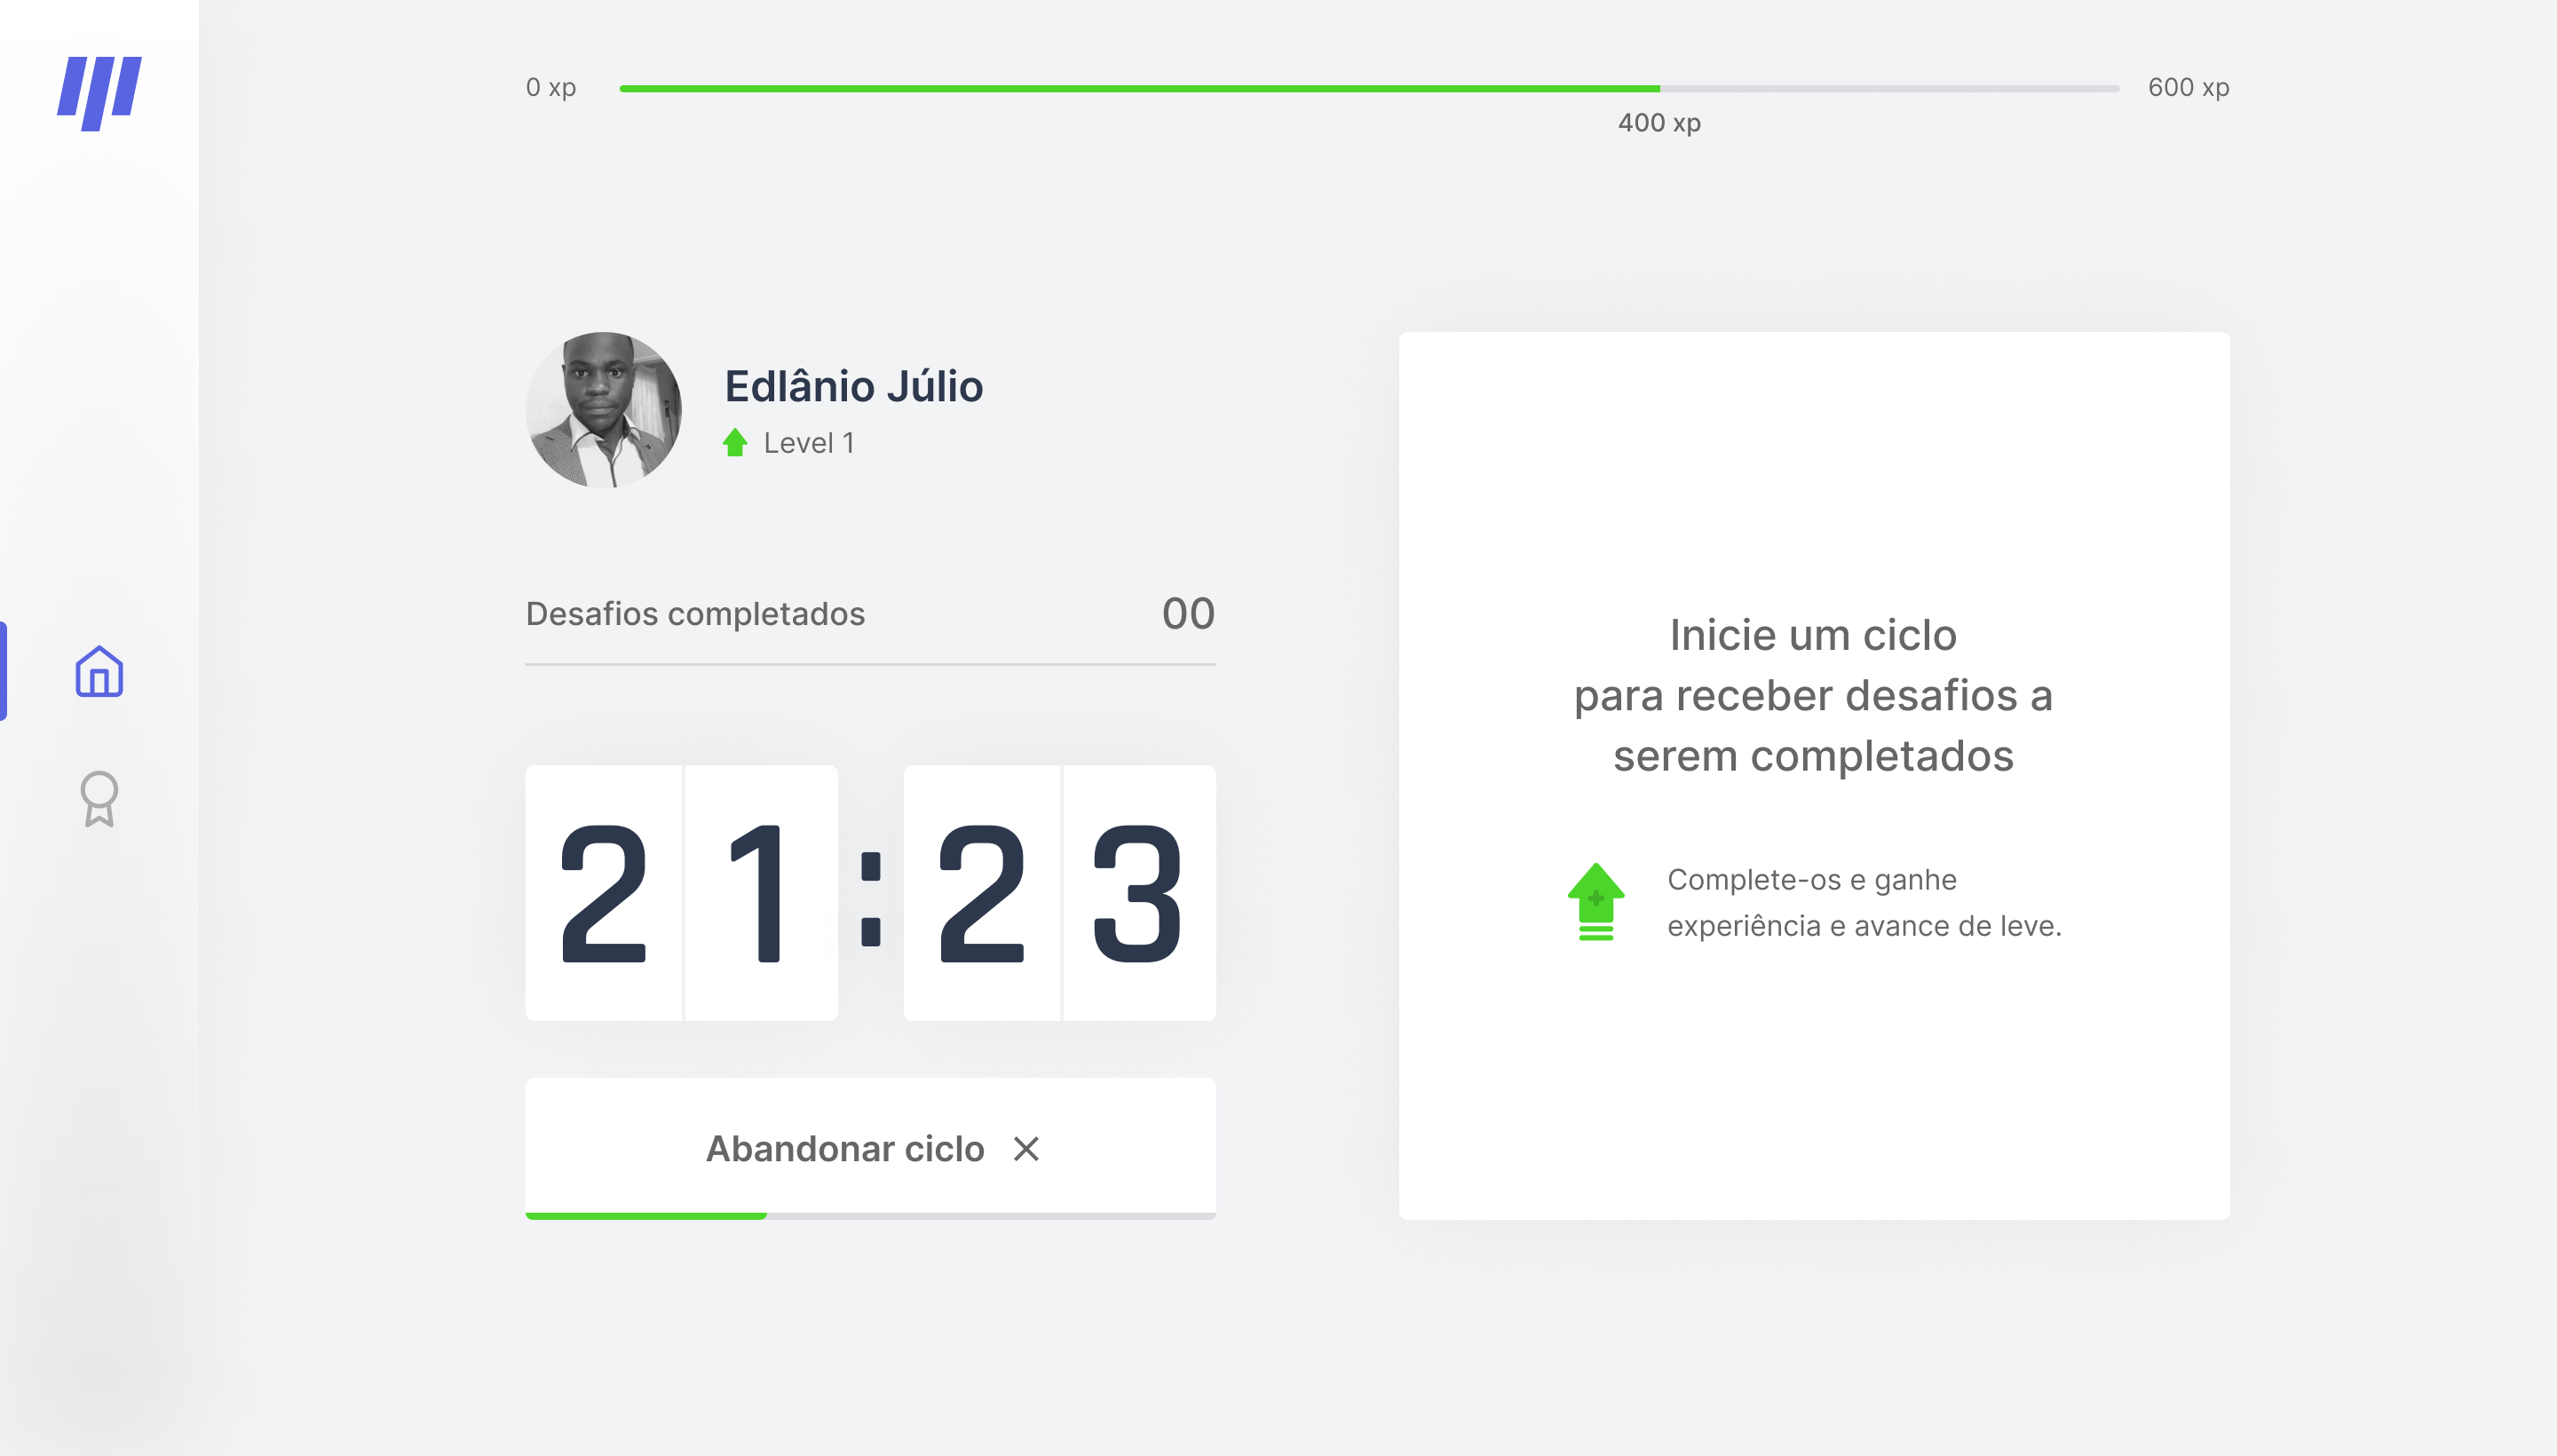 0 xp
600 xp
400 xp
Edlânio Júlio
Level 1
Desafios completados
00
21:23
Abandonar ciclo
Inicie um ciclo
para receber desafios a
serem completados
Complete-os e ganhe
experiência e avance de leve.